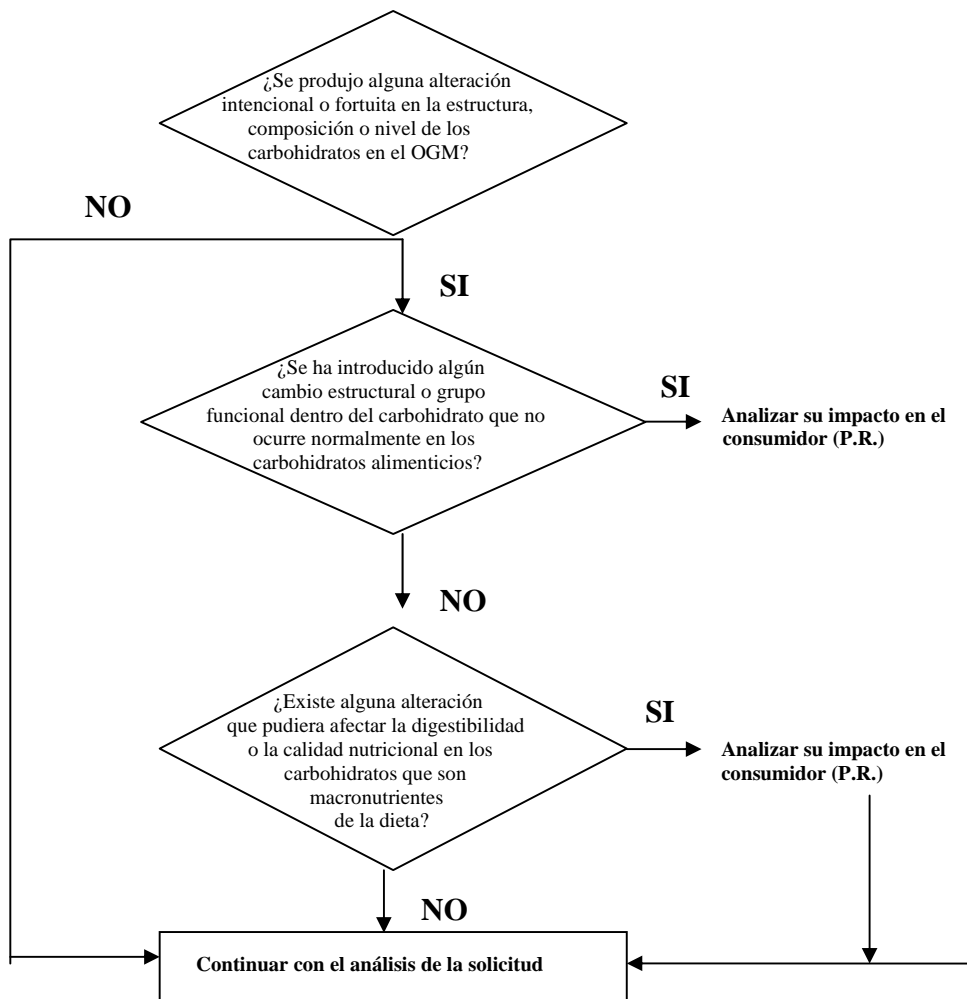 ¿Se produjo alguna alteración
intencional o fortuita en la estructura,
composición o nivel de los
carbohidratos en el OGM?
NO
SI
¿Se ha introducido algún
cambio estructural o grupo
funcional dentro del carbohidrato que no
ocurre normalmente en los
carbohidratos alimenticios?
SI
Analizar su impacto en el
consumidor (P.R.)
NO
¿Existe alguna alteración
que pudiera afectar la digestibilidad
o la calidad nutricional en los
carbohidratos que son
macronutrientes
de la dieta?
SI
Analizar su impacto en el
consumidor (P.R.)
NO
Continuar con el análisis de la solicitud